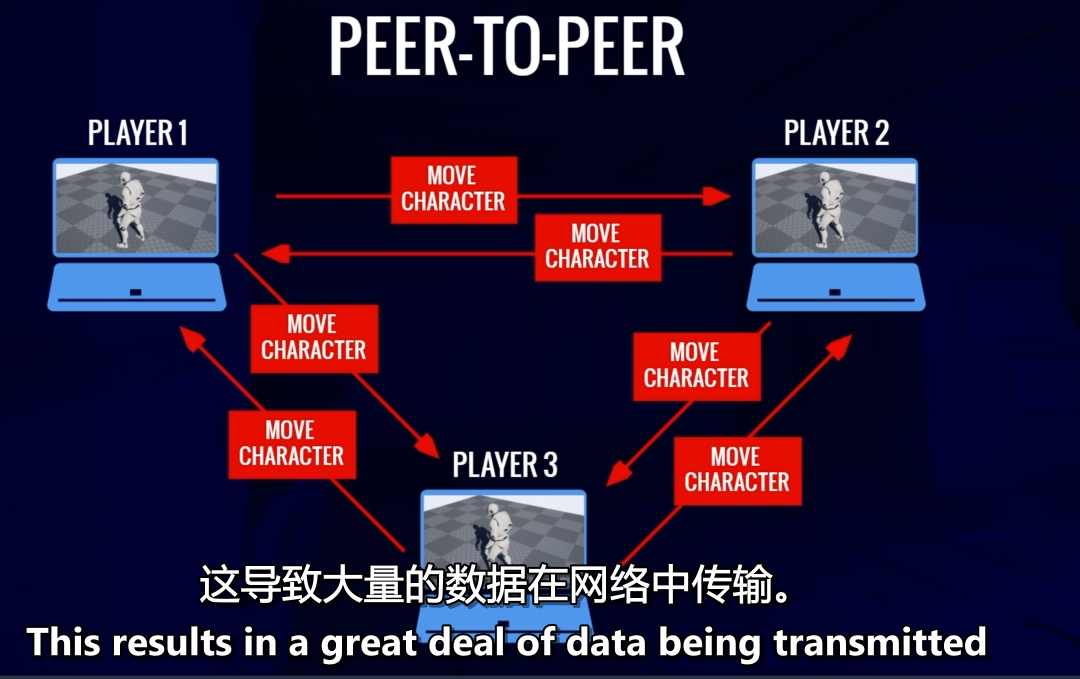 PEER-TO-PEER
PLAYER 1
PLAYER 2
MOVE
CHARACTER
MOVE
CHARACTER
MOVE
CHARACTER
MOVE
CHARACTER
MOVE
CHARACTER
MOVE
CHARACTER
PLAYER 3
这导致大量的数据在网络中传输。
This results in a great deal of data being transmitted